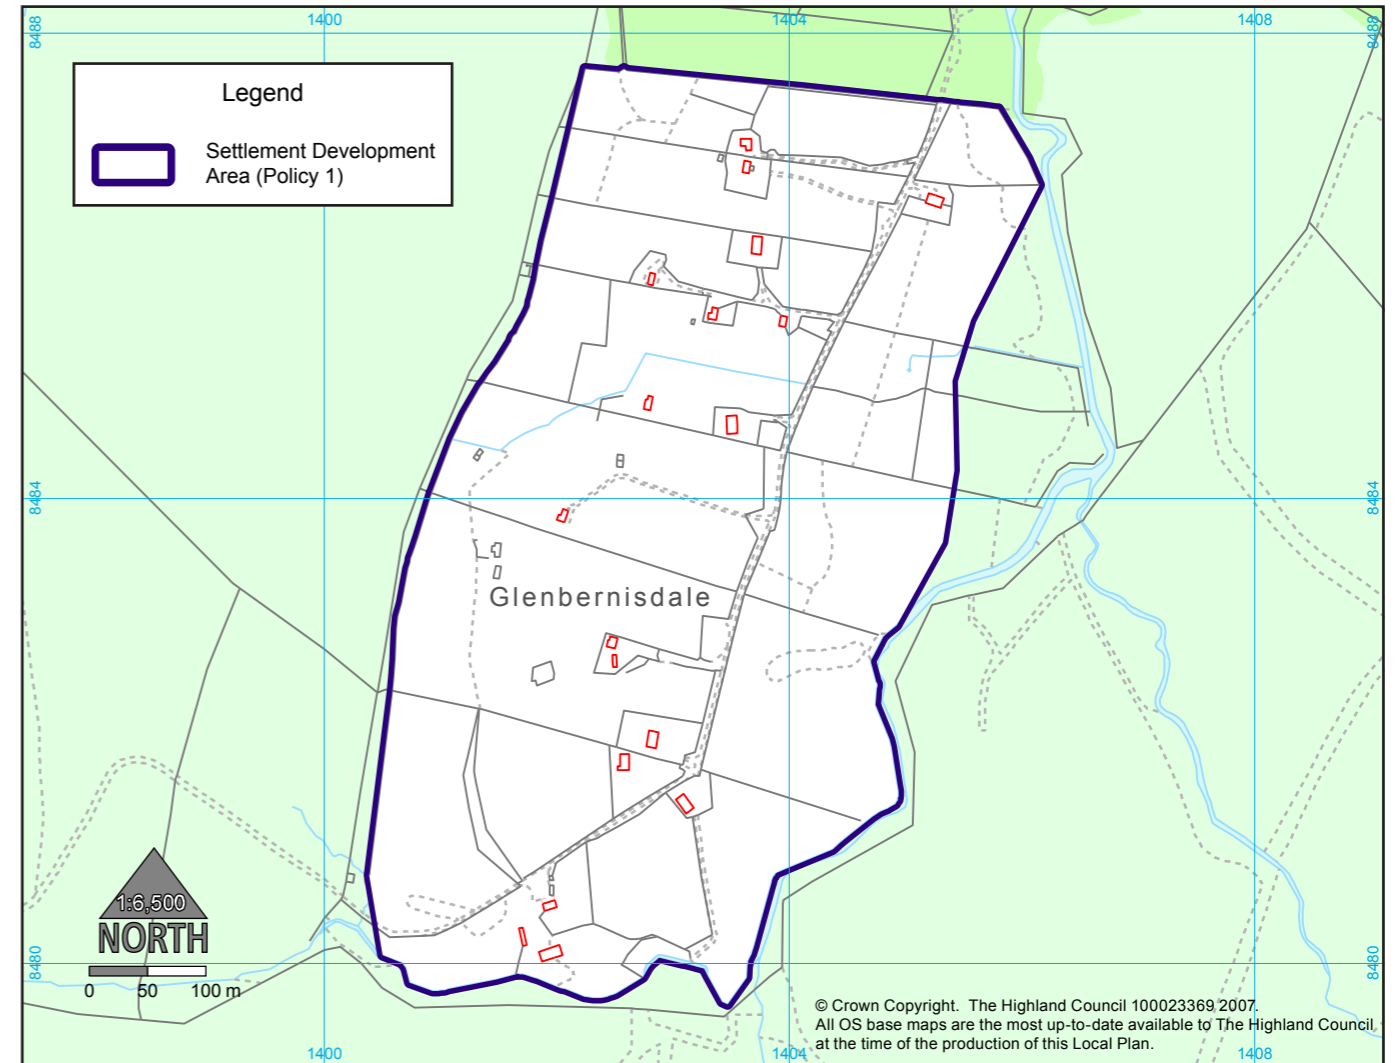 1400
1404
1408
8488
8488
Legend
Settlement Development
Area (Policy 1)
8484
8484
Glenbernisdale
1:6,500
NORTH
0 50 100 m
8480
8480
© Crown Copyright. The Highland Council 100023369 2007.
All OS base maps are the most up-to-date available to The Highland Council
at the time of the production of this Local Plan.
1400
1404
1408